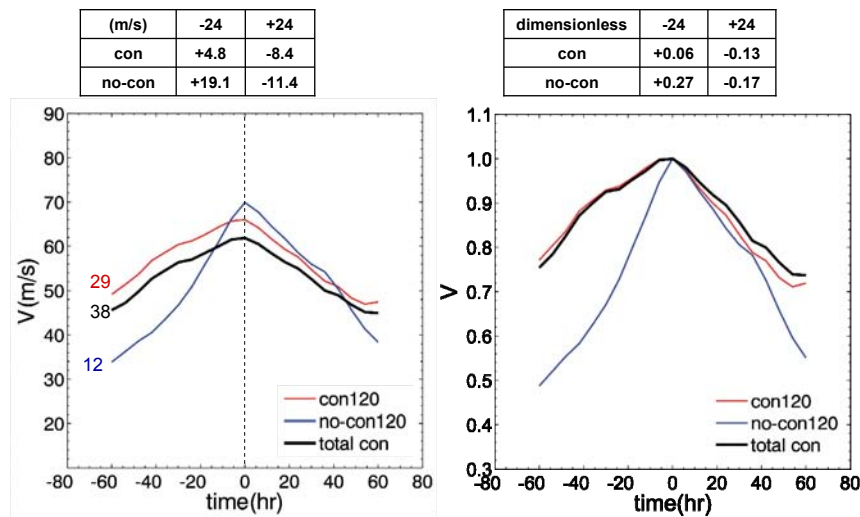 (m/s) -24 +24
con +4.8 -8.4
no-con +19.1 -11.4
dimensionless -24 +24
con +0.06 -0.13
no-con +0.27 -0.17
V(m/s)
90
80
70
60
50
40
30
20
10
29
38
12
con120
no-con120
total con
-80 -60 -40 -20 0 20 40 60 80
time(hr)
V
1.1
1.0
0.9
0.8
0.7
0.6
0.5
0.4
0.3
con120
no-con120
total con
-80 -60 -40 -20 0 20 40 60 80
time(hr)